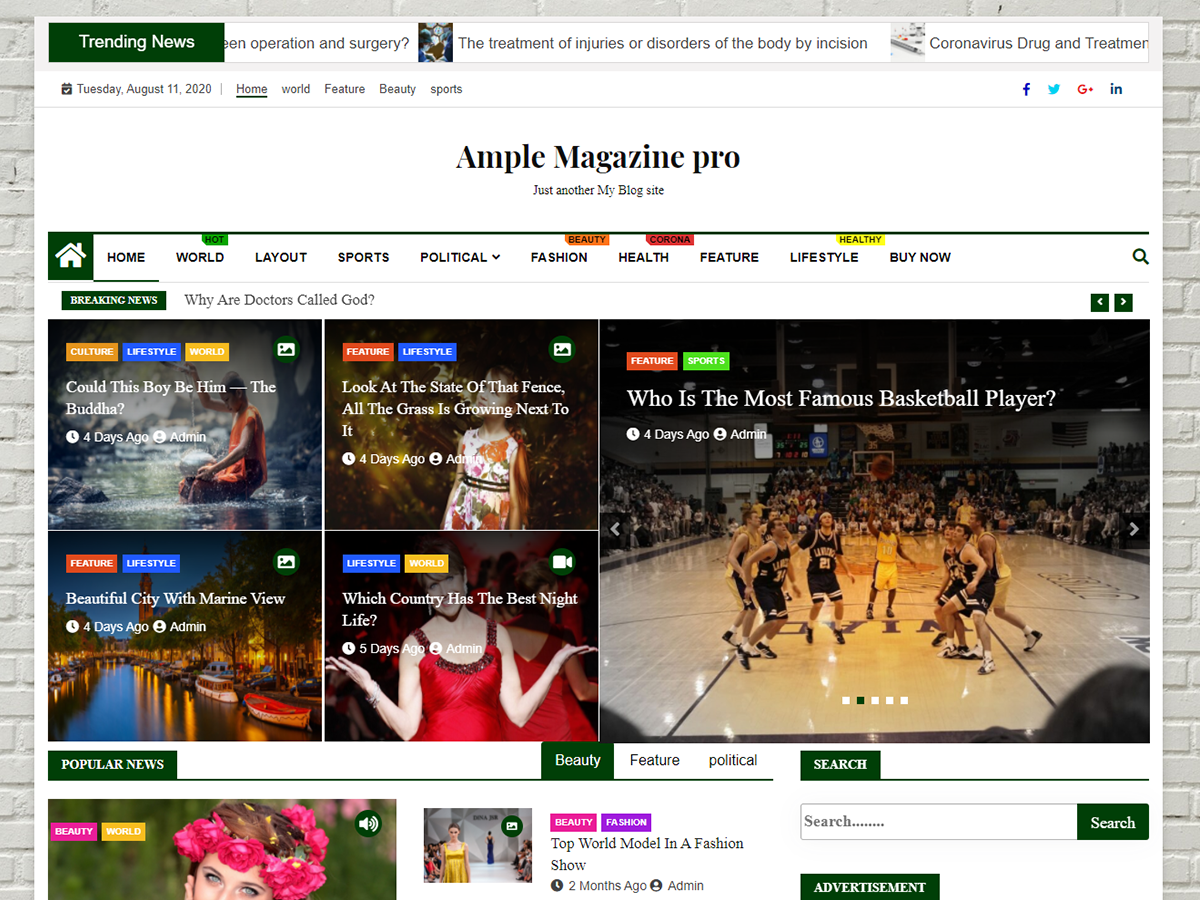 Trending News
een operation and surgery?
The treatment of injuries or disorders of the body by incision
Coronavirus Drug and Treatmen
Tuesday, August 11, 2020 | Home world Feature Beauty sports
Ample Magazine pro
Just another My Blog site
HOT
BEAUTY
CORONA
HEALTHY
HOME WORLD LAYOUT SPORTS POLITICAL FASHION HEALTH FEATURE LIFESTYLE BUY NOW
BREAKING NEWS Why Are Doctors Called God?
CULTURE LIFESTYLE WORLD
Could This Boy Be Him — The
Buddha?
4 Days Ago Admin
FEATURE LIFESTYLE
Look At The State Of That Fence,
All The Grass Is Growing Next To
It
4 Days Ago Admin
FEATURE SPORTS
Who Is The Most Famous Basketball Player?
4 Days Ago Admin
FEATURE LIFESTYLE
Beautiful City With Marine View
4 Days Ago Admin
LIFESTYLE WORLD
Which Country Has The Best Night
Life?
5 Days Ago Admin
POPULAR NEWS
Beauty Feature political
SEARCH
Search........
Search
BEAUTY WORLD
BEAUTY FASHION
Top World Model In A Fashion
Show
2 Months Ago Admin
ADVERTISEMENT